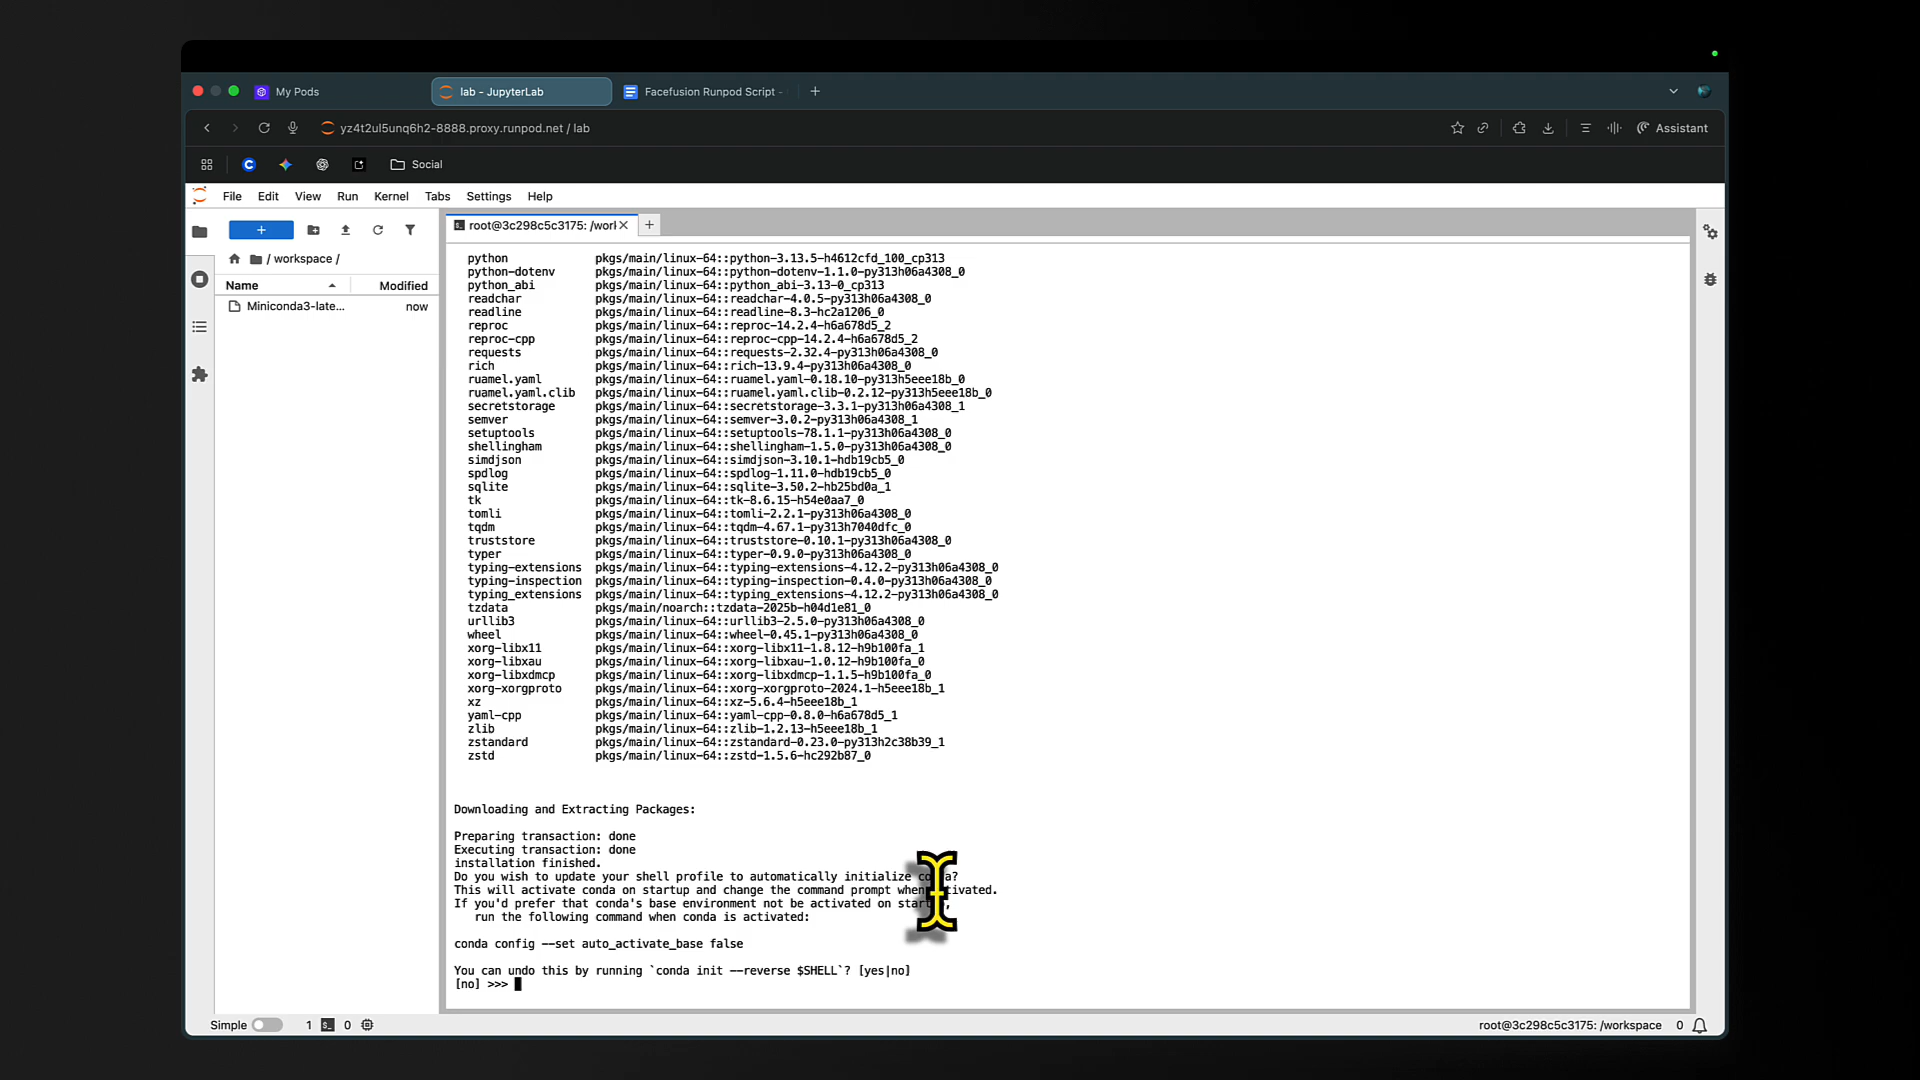 My Pods
lab - JupyterLab
Facefusion Runpod Script -
yz4t2ul5unq6h2-8888.proxy.runpod.net / lab
Assistant
Social
File Edit View Run Kernel Tabs Settings Help
/ workspace /
Name Modified
Miniconda3-late... now
root@3c298c5c3175: /worl
python pkgs/main/linux-64::python-3.13.5-h4612cfd_100_cp313
python-dotenv pkgs/main/linux-64::python-dotenv-1.1.0-py313h06a4308_0
python_abi pkgs/main/linux-64::python_abi-3.13-0_cp313
readchar pkgs/main/linux-64::readchar-4.0.5-py313h06a4308_0
readline pkgs/main/linux-64::readline-8.3-hc2a1206_0
reproc pkgs/main/linux-64::reproc-14.2.4-h6a678d5_2
reproc-cpp pkgs/main/linux-64::reproc-cpp-14.2.4-h6a678d5_2
requests pkgs/main/linux-64::requests-2.32.4-py313h06a4308_0
rich pkgs/main/linux-64::rich-13.9.4-py313h06a4308_0
ruamel.yaml pkgs/main/linux-64::ruamel.yaml-0.18.10-py313h5eee18b_0
ruamel.yaml.clib pkgs/main/linux-64::ruamel.yaml.clib-0.2.12-py313h5eee18b_0
secretstorage pkgs/main/linux-64::secretstorage-3.3.1-py313h06a4308_1
semver pkgs/main/linux-64::semver-3.0.2-py313h06a4308_1
setuptools pkgs/main/linux-64::setuptools-78.1.1-py313h06a4308_0
shellingham pkgs/main/linux-64::shellingham-1.5.0-py313h06a4308_0
simdjson pkgs/main/linux-64::simdjson-3.10.1-hdb19cb5_0
spdlog pkgs/main/linux-64::spdlog-1.11.0-hdb19cb5_0
sqlite pkgs/main/linux-64::sqlite-3.50.2-hb25bd0a_1
tk pkgs/main/linux-64::tk-8.6.15-h54e0aa7_0
tomli pkgs/main/linux-64::tomli-2.2.1-py313h06a4308_0
tqdm pkgs/main/linux-64::tqdm-4.67.1-py313h7040dfc_0
truststore pkgs/main/linux-64::truststore-0.10.1-py313h06a4308_0
typer pkgs/main/linux-64::typer-0.9.0-py313h06a4308_0
typing-extensions pkgs/main/linux-64::typing-extensions-4.12.2-py313h06a4308_0
typing-inspection pkgs/main/linux-64::typing-inspection-0.4.0-py313h06a4308_0
typing_extensions pkgs/main/linux-64::typing_extensions-4.12.2-py313h06a4308_0
tzdata pkgs/main/noarch::tzdata-2025b-h04d1e81_0
urllib3 pkgs/main/linux-64::urllib3-2.5.0-py313h06a4308_0
wheel pkgs/main/linux-64::wheel-0.45.1-py313h06a4308_0
xorg-libx11 pkgs/main/linux-64::xorg-libx11-1.8.12-h9b100fa_1
xorg-libxau pkgs/main/linux-64::xorg-libxau-1.0.12-h9b100fa_0
xorg-libxdmcp pkgs/main/linux-64::xorg-libxdmcp-1.1.5-h9b100fa_0
xorg-xorgproto pkgs/main/linux-64::xorg-xorgproto-2024.1-h5eee18b_1
xz pkgs/main/linux-64::xz-5.6.4-h5eee18b_1
yaml-cpp pkgs/main/linux-64::yaml-cpp-0.8.0-h6a678d5_1
zlib pkgs/main/linux-64::zlib-1.2.13-h5eee18b_1
zstandard pkgs/main/linux-64::zstandard-0.23.0-py313h2c38b39_1
zstd pkgs/main/linux-64::zstd-1.5.6-hc292b87_0
Downloading and Extracting Packages:
Preparing transaction: done
Executing transaction: done
installation finished.
Do you wish to update your shell profile to automatically initialize
This will activate conda on startup and change the command prompt when
If you'd prefer that conda's base environment not be activated on
run the following command when conda is activated:
conda config --set auto_activate_base false
You can undo this by running `conda init --reverse $SHELL`? [yes|no]
[no] >>>
Simple 1 0
root@3c298c5c3175: /workspace 0